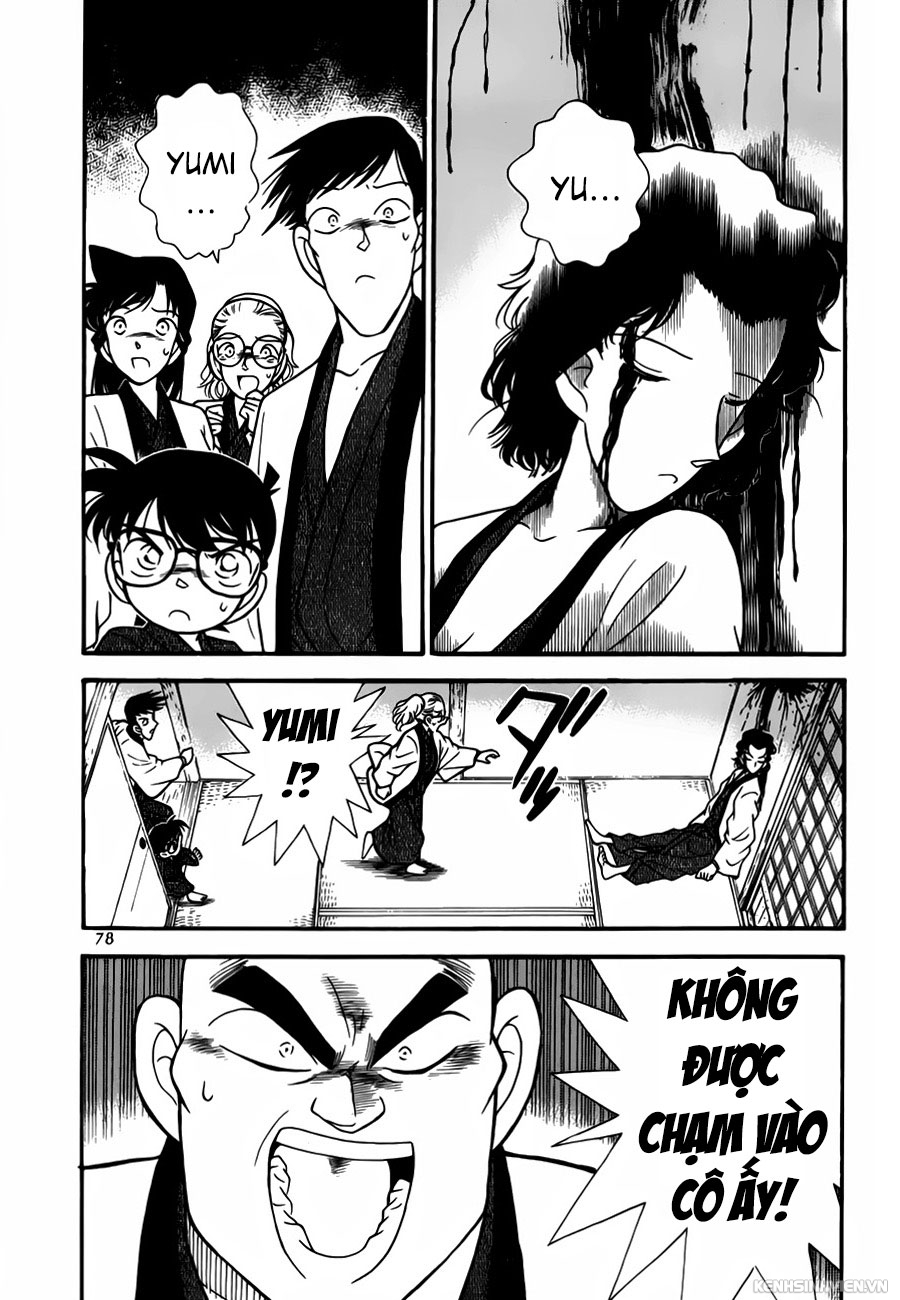 YU...
YUMI
...
YUMI
!?
ダッ
78
KHÔNG
ĐƯỢC
CHẠM VÀO
CÔ ẤY!
KENHSINHVIEN.VN